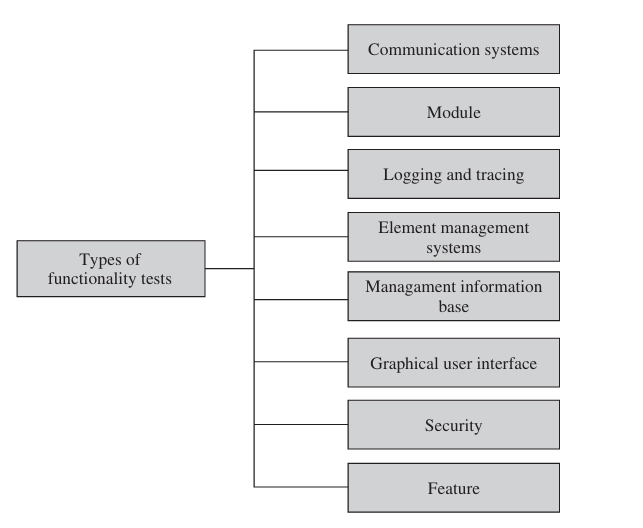 Communication systems
Module
Logging and tracing
Element management
systems
Types of
functionality tests
Managament information
base
Graphical user interface
Security
Feature